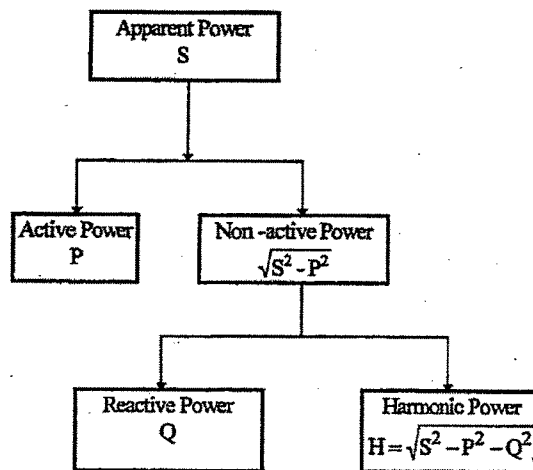 Apparent Power
S
Active Power
P
Non-active Power
√S² - P²
Reactive Power
Q
Harmonic Power
H = √S² - P² - Q²